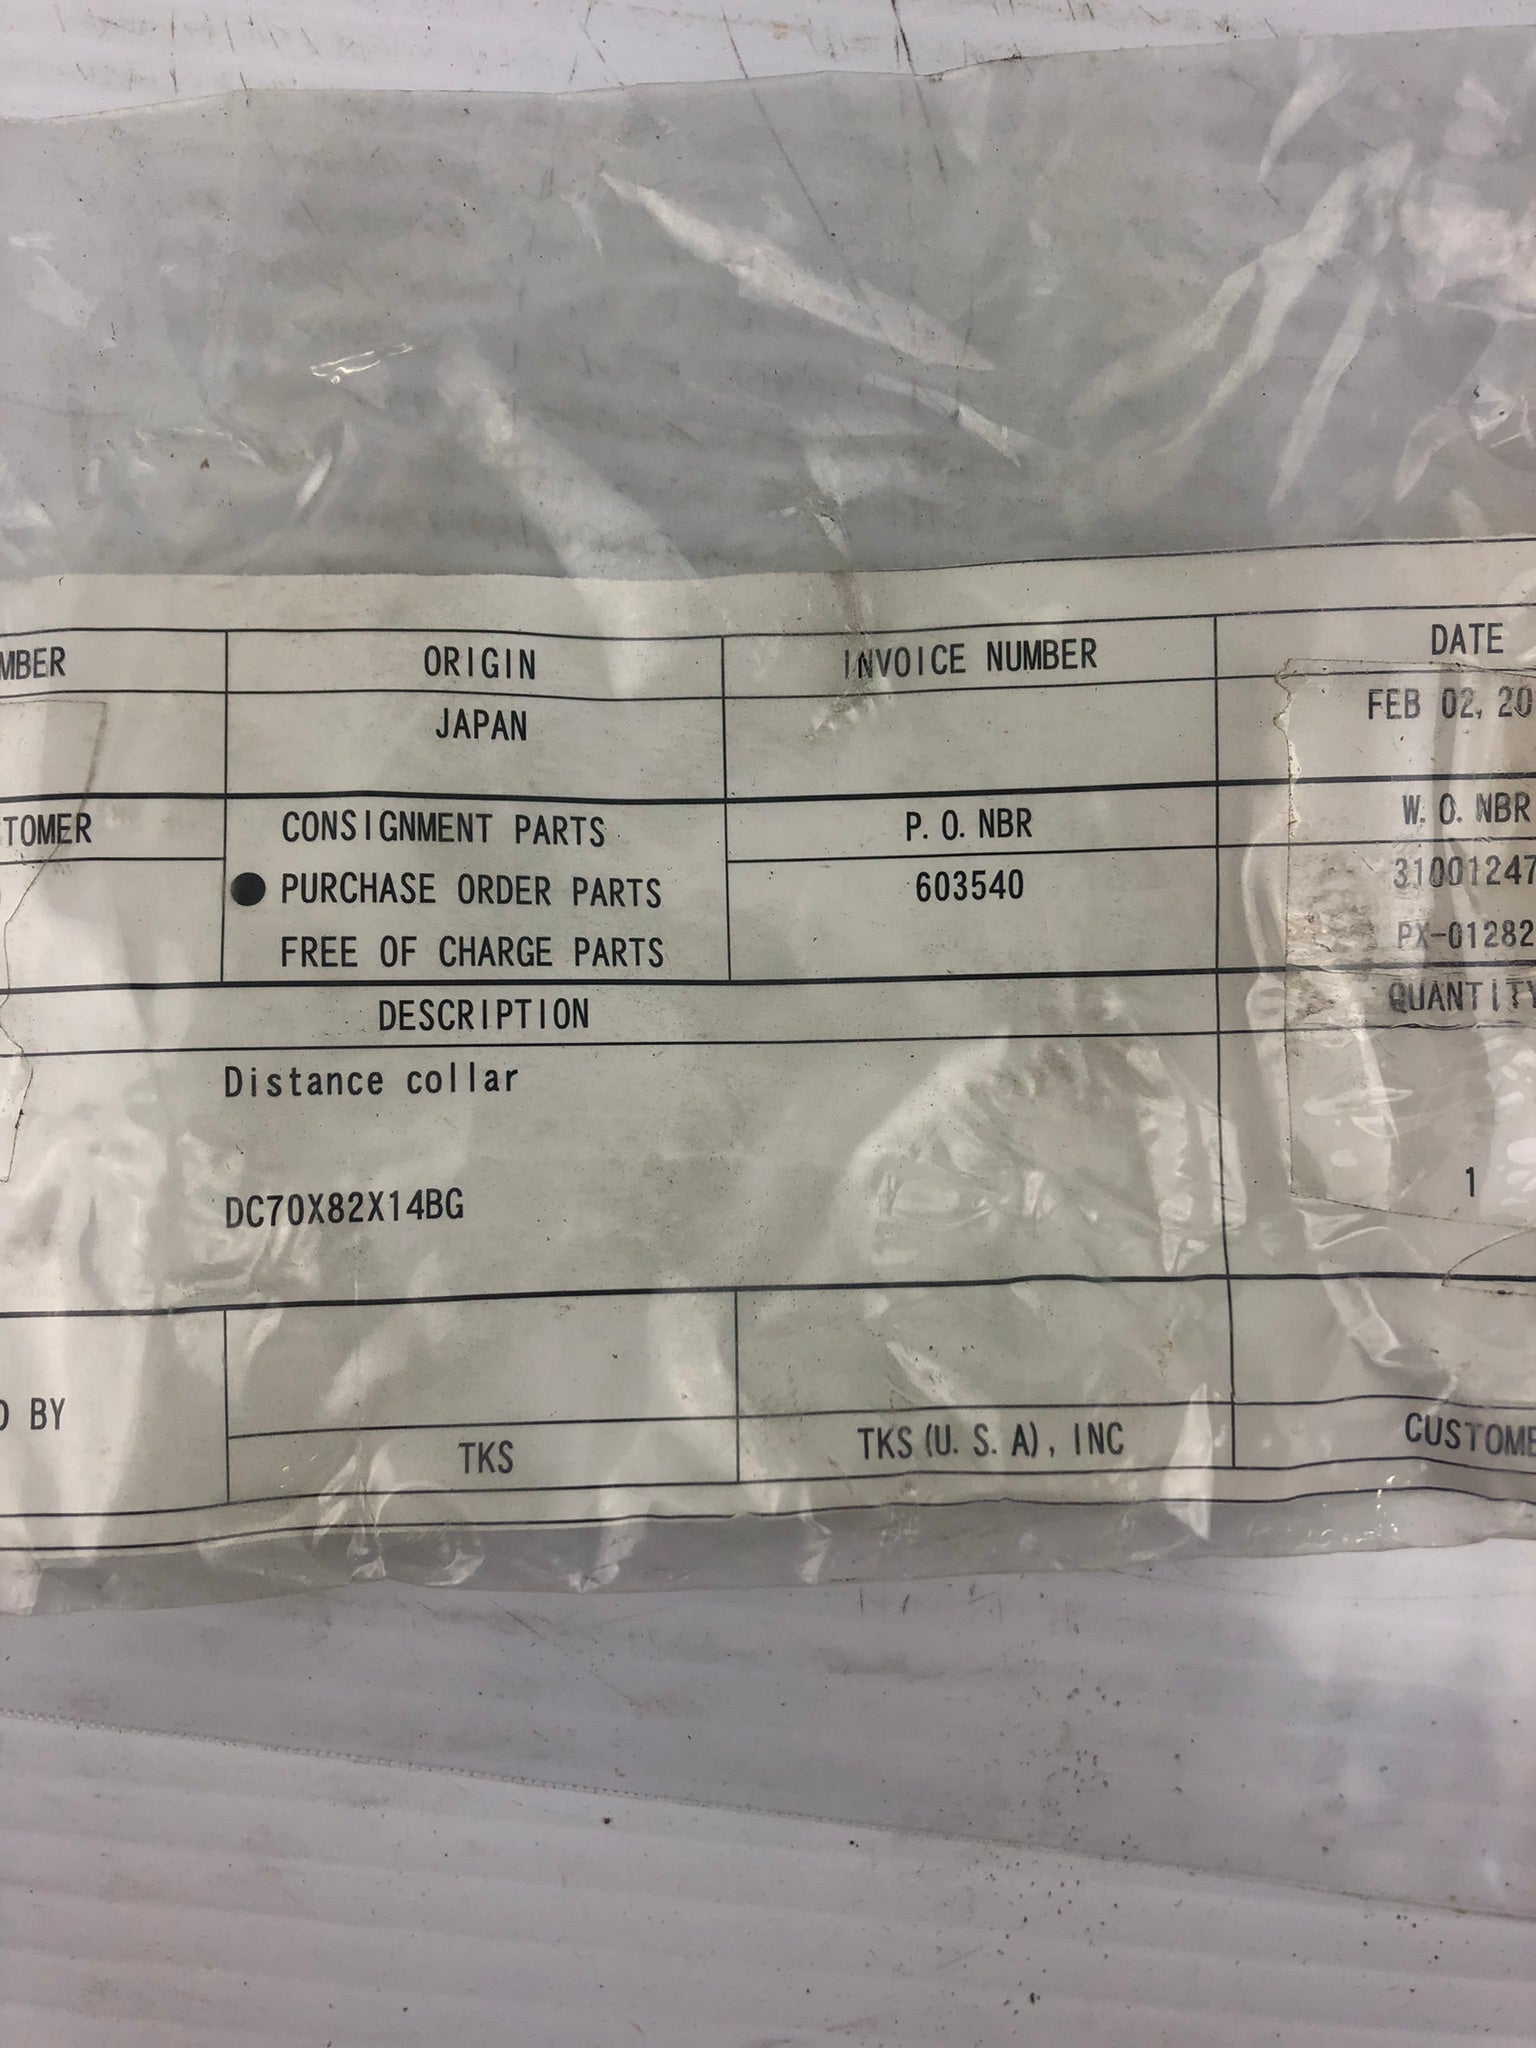 MBER ORIGIN INVOICE NUMBER DATE
JAPAN FEB 02, 20
TOMER CONSIGNMENT PARTS P. O. NBR W. O. NBR
● PURCHASE ORDER PARTS 603540 31001247
FREE OF CHARGE PARTS PX-01282
DESCRIPTION QUANTITY
Distance collar
DC70X82X14BG 1
D BY TKS TKS (U. S. A), INC CUSTOME